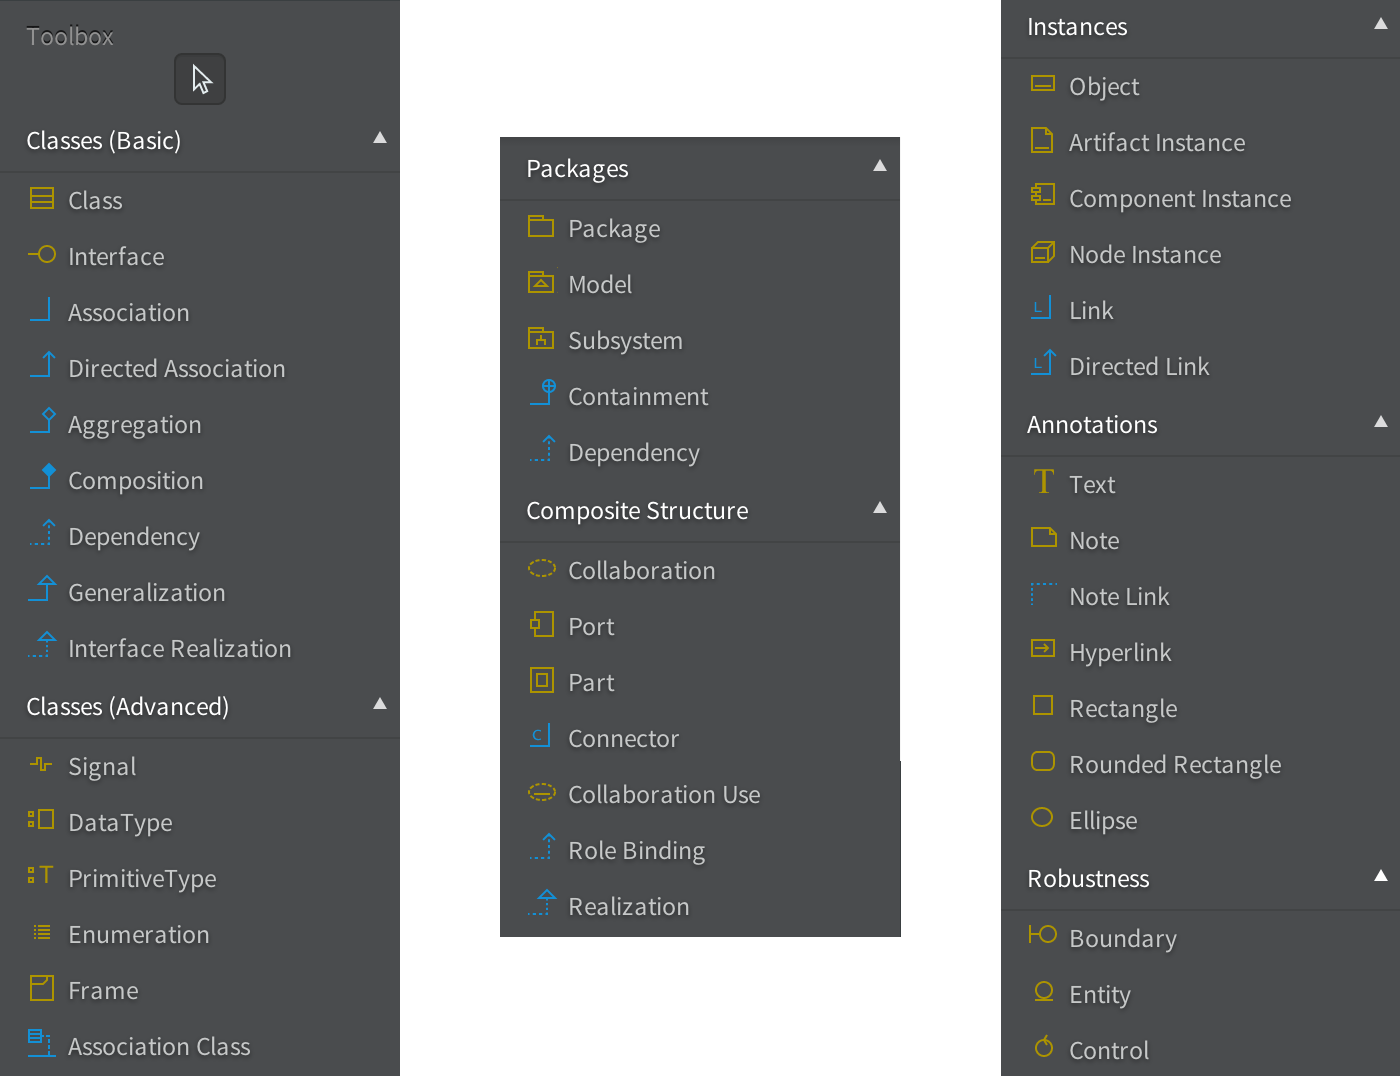 Toolbox
Classes (Basic)
Class
Interface
Association
Directed Association
Aggregation
Composition
Dependency
Generalization
Interface Realization
Classes (Advanced)
Signal
DataType
PrimitiveType
Enumeration
Frame
Association Class
Packages
Package
Model
Subsystem
Containment
Dependency
Composite Structure
Collaboration
Port
Part
Connector
Collaboration Use
Role Binding
Realization
Instances
Object
Artifact Instance
Component Instance
Node Instance
Link
Directed Link
Annotations
Text
Note
Note Link
Hyperlink
Rectangle
Rounded Rectangle
Ellipse
Robustness
Boundary
Entity
Control